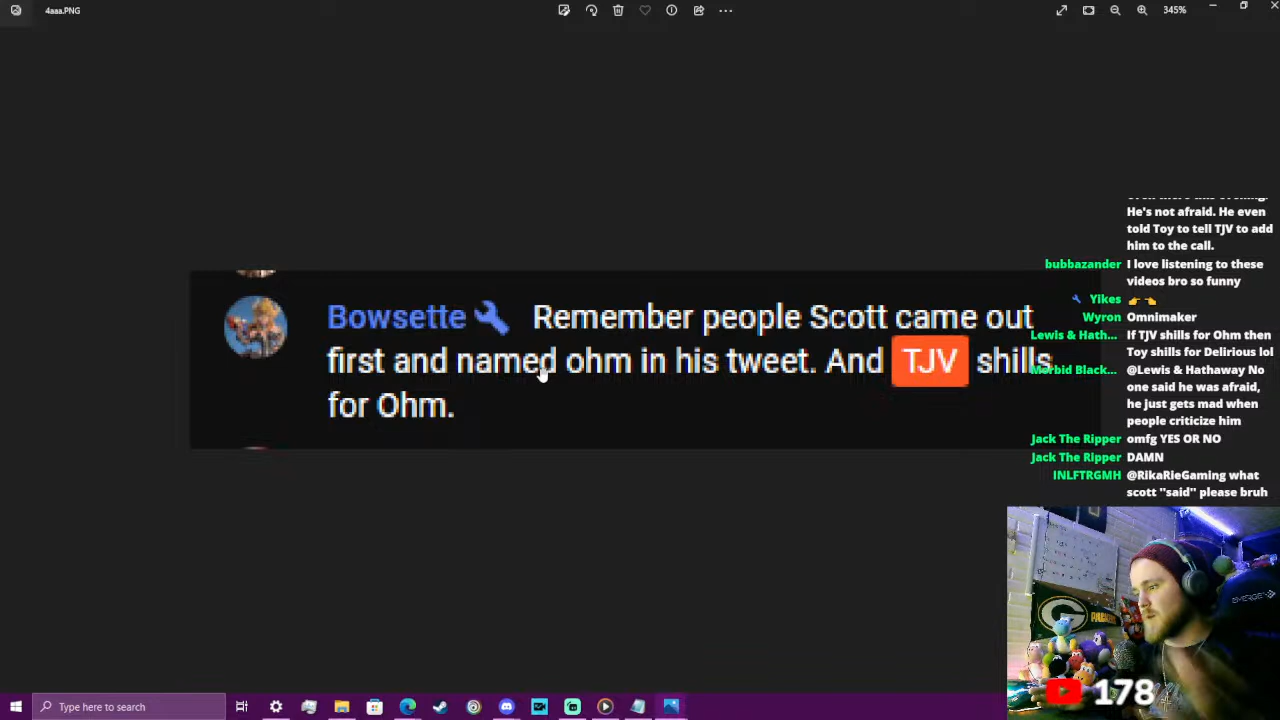 4aaa.PNG
345%
Bowsette Remember people Scott came out
first and named ohm in his tweet. And TJV shills
for Ohm.
He's not afraid. He even
told Toy to tell TJV to add
him to the call.
bubbazander I love listening to these
videos bro so funny
Yikes
Wyron Omnimaker
Lewis & Hath... If TJV shills for Ohm then
Toy shills for Delirious lol
Morbid Black... @Lewis & Hathaway No
one said he was afraid,
he just gets mad when
people criticize him
Jack The Ripper omfg YES OR NO
Jack The Ripper DAMN
INLFTRGMH @RikaRieGaming what
scott "said" please bruh
178
Type here to search